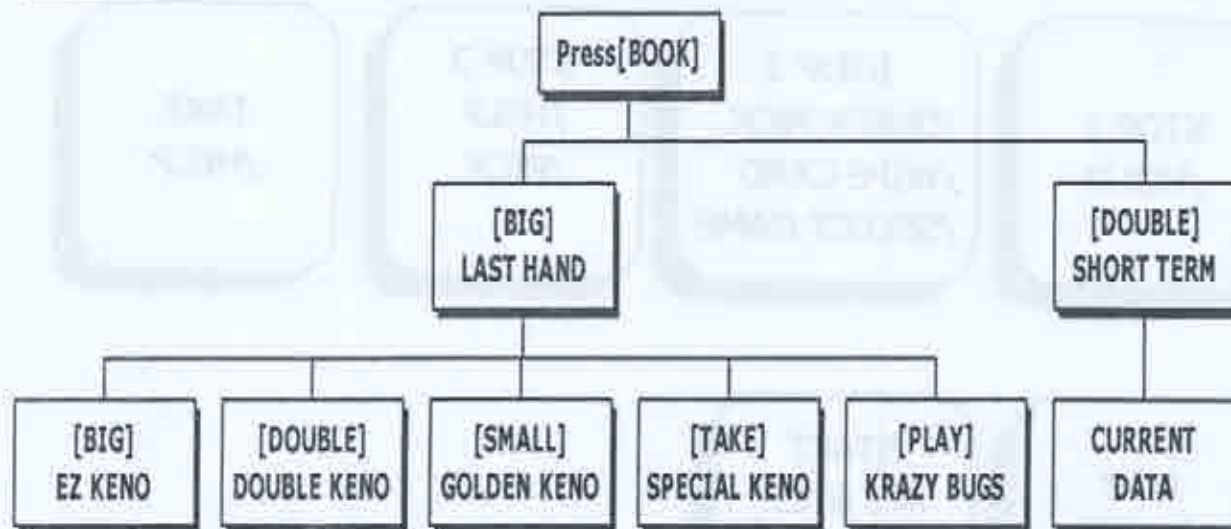 Press[BOOK]
[BIG]
LAST HAND
[DOUBLE]
SHORT TERM
[BIG]
EZ KENO
[DOUBLE]
DOUBLE KENO
[SMALL]
GOLDEN KENO
[TAKE]
SPECIAL KENO
[PLAY]
KRAZY BUGS
CURRENT
DATA